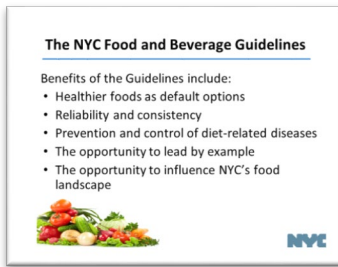 The NYC Food and Beverage Guidelines
Benefits of the Guidelines include:
• Healthier foods as default options
• Reliability and consistency
• Prevention and control of diet-related diseases
• The opportunity to lead by example
• The opportunity to influence NYC's food
landscape
NYC